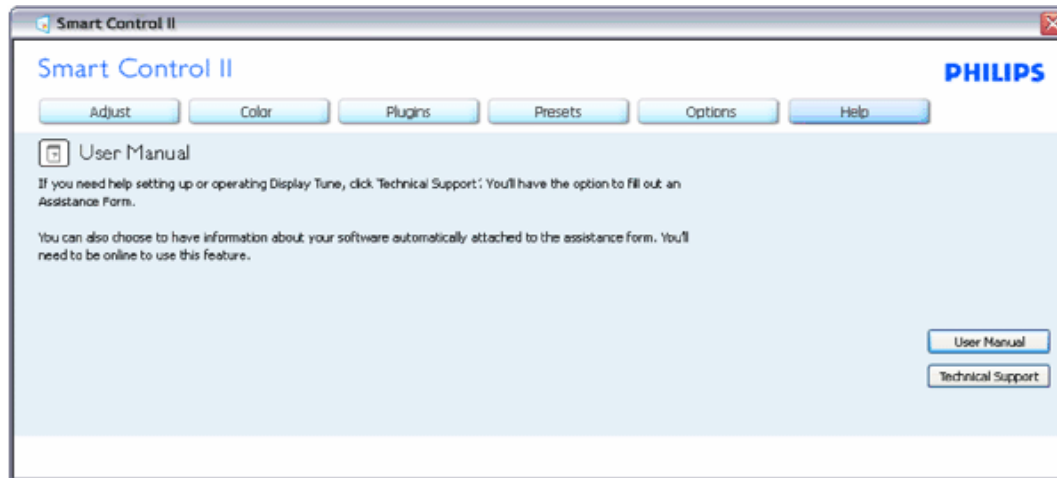 Smart Control II
Smart Control II
PHILIPS
Adjust
Color
Plugins
Presets
Options
Help
User Manual
If you need help setting up or operating Display Tune, click 'Technical Support'. You'll have the option to fill out an
Assistance Form.
You can also choose to have information about your software automatically attached to the assistance form. You'll
need to be online to use this feature.
User Manual
Technical Support